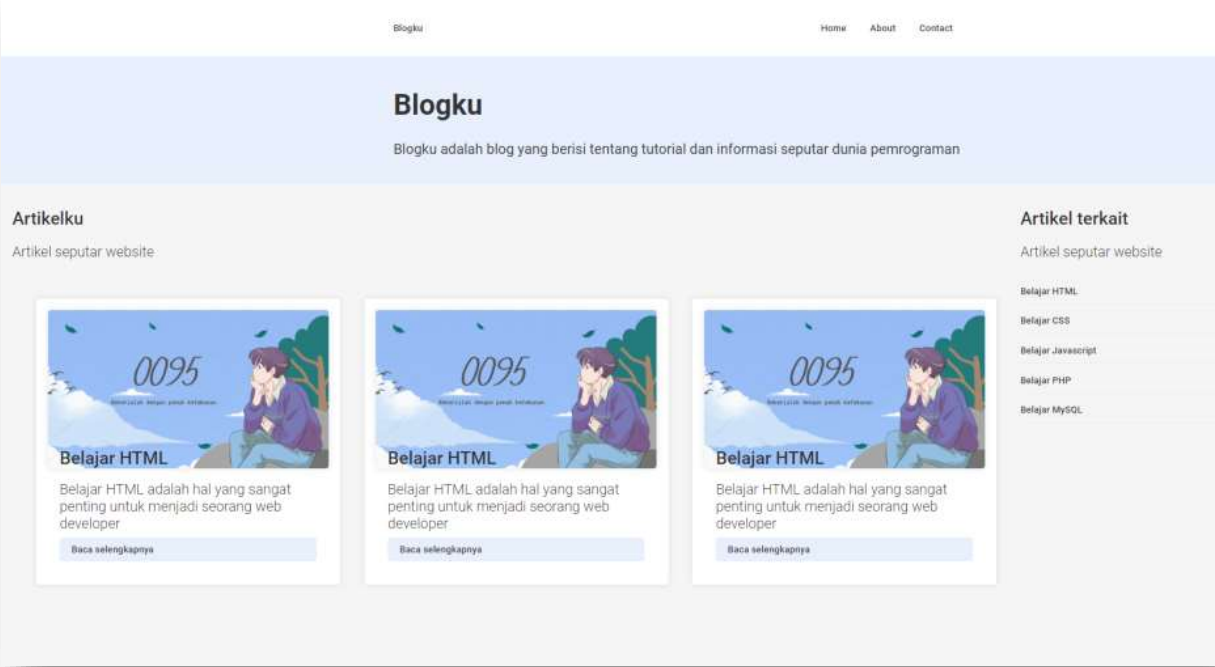 Blogku
Home About Contact
Blogku
Blogku adalah blog yang berisi tentang tutorial dan informasi seputar dunia pemrograman
Artikelku
Artikel seputar website
0095
Belajar HTML
Belajar HTML adalah hal yang sangat
penting untuk menjadi seorang web
developer
Baca selengkapnya
0095
Belajar HTML
Belajar HTML adalah hal yang sangat
penting untuk menjadi seorang web
developer
Baca selengkapnya
0095
Belajar HTML
Belajar HTML adalah hal yang sangat
penting untuk menjadi seorang web
developer
Baca selengkapnya
Artikel terkait
Artikel seputar website
Belajar HTML
Belajar CSS
Belajar Javascript
Belajar PHP
Belajar MySQL